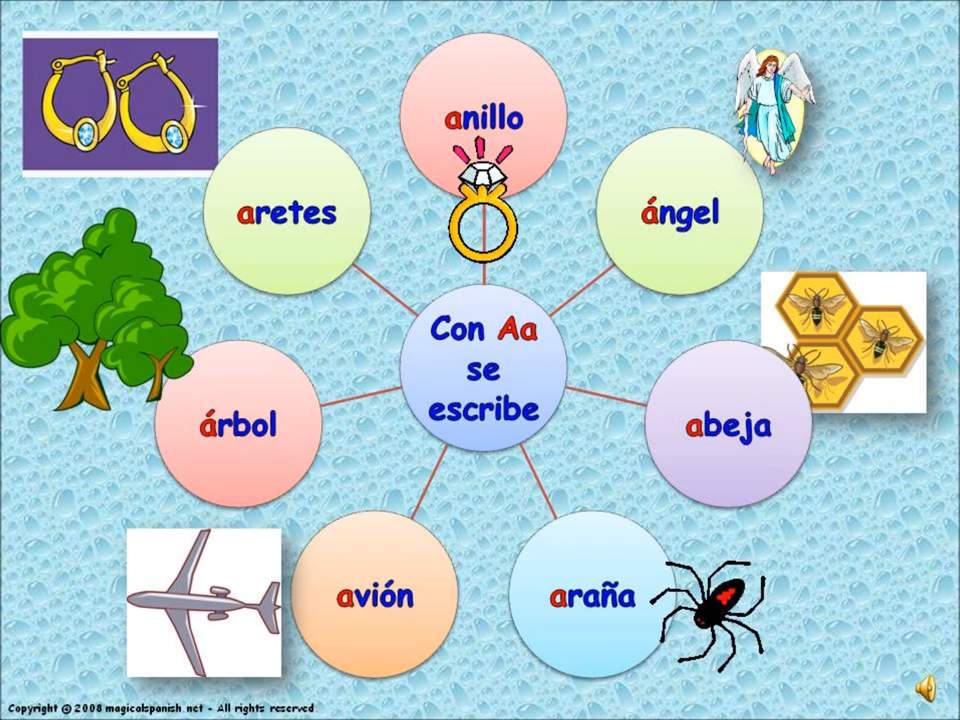 anillo
ángel
aretes
Con Aa
se
escribe
árbol
abeja
avión
araña
Copyright © 2008 magicalspanish.net - All rights reserved